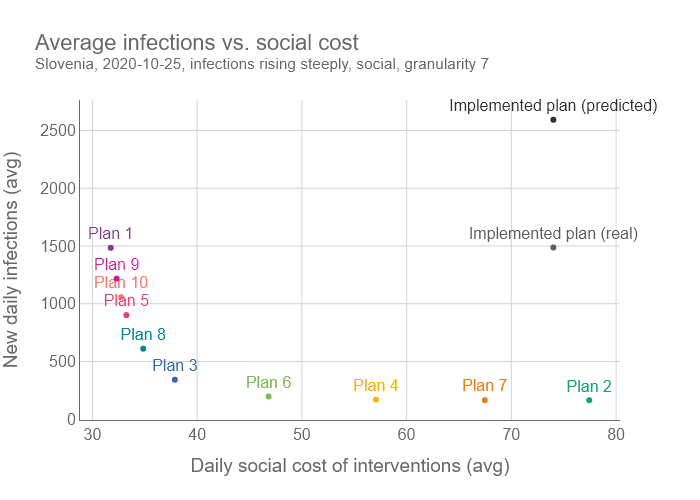 Average infections vs. social cost
Slovenia, 2020-10-25, infections rising steeply, social, granularity 7
Implemented plan (predicted)
2500
2000
Implemented plan (real)
Plan 1
1500
Plan 9
Plan 10
Plan 5
1000
Plan 8
Plan 3
500
Plan 6
Plan 4
Plan 7
Plan 2
0
30 40 50 60 70 80
New daily infections (avg)
Daily social cost of interventions (avg)